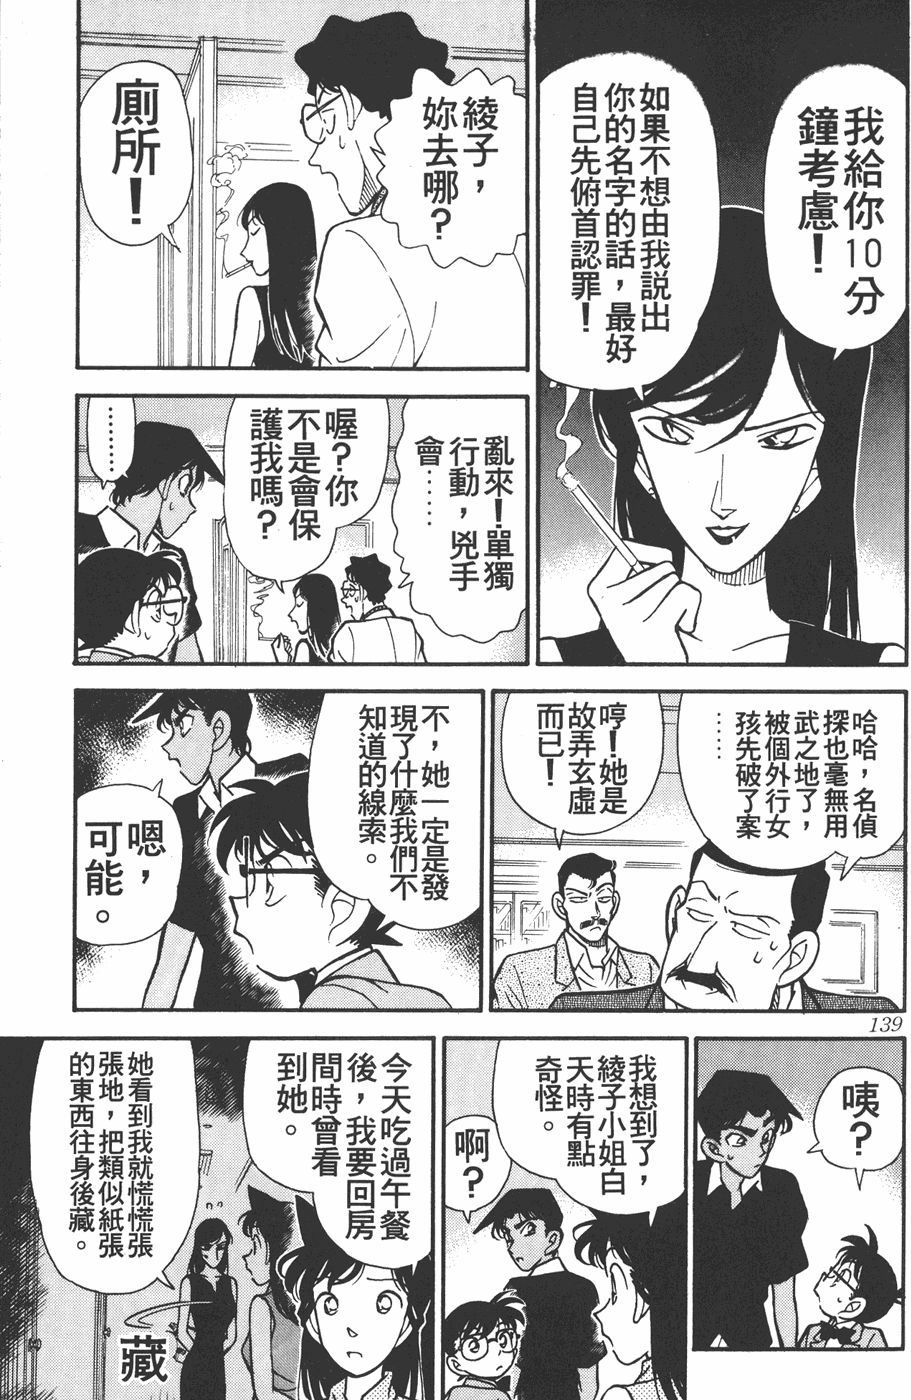 我給你10分
鐘考慮！
如果不想由我説出
你的名字的話，最好
自己先俯首認罪！
綾子，
妳去哪？
廁所！
亂來！單獨
行動，兇手
會……
喔？你
不是會保
護我嗎？
………
哈哈，名偵
探也毫無用
武之地了，
被個外行女
孩先破了案
……
哼！她是
故弄玄虛
而已！
不，她一定是發
現了什麼我們不
知道的線索。
嗯，
可能。
139
咦？
我想到了，
綾子小姐白
天時有點
奇怪。
啊？
今天吃過午餐
後，我要回房
間時曾看
到她。
她看到我就慌慌張
張地，把類似紙張
的東西往身後藏。
藏